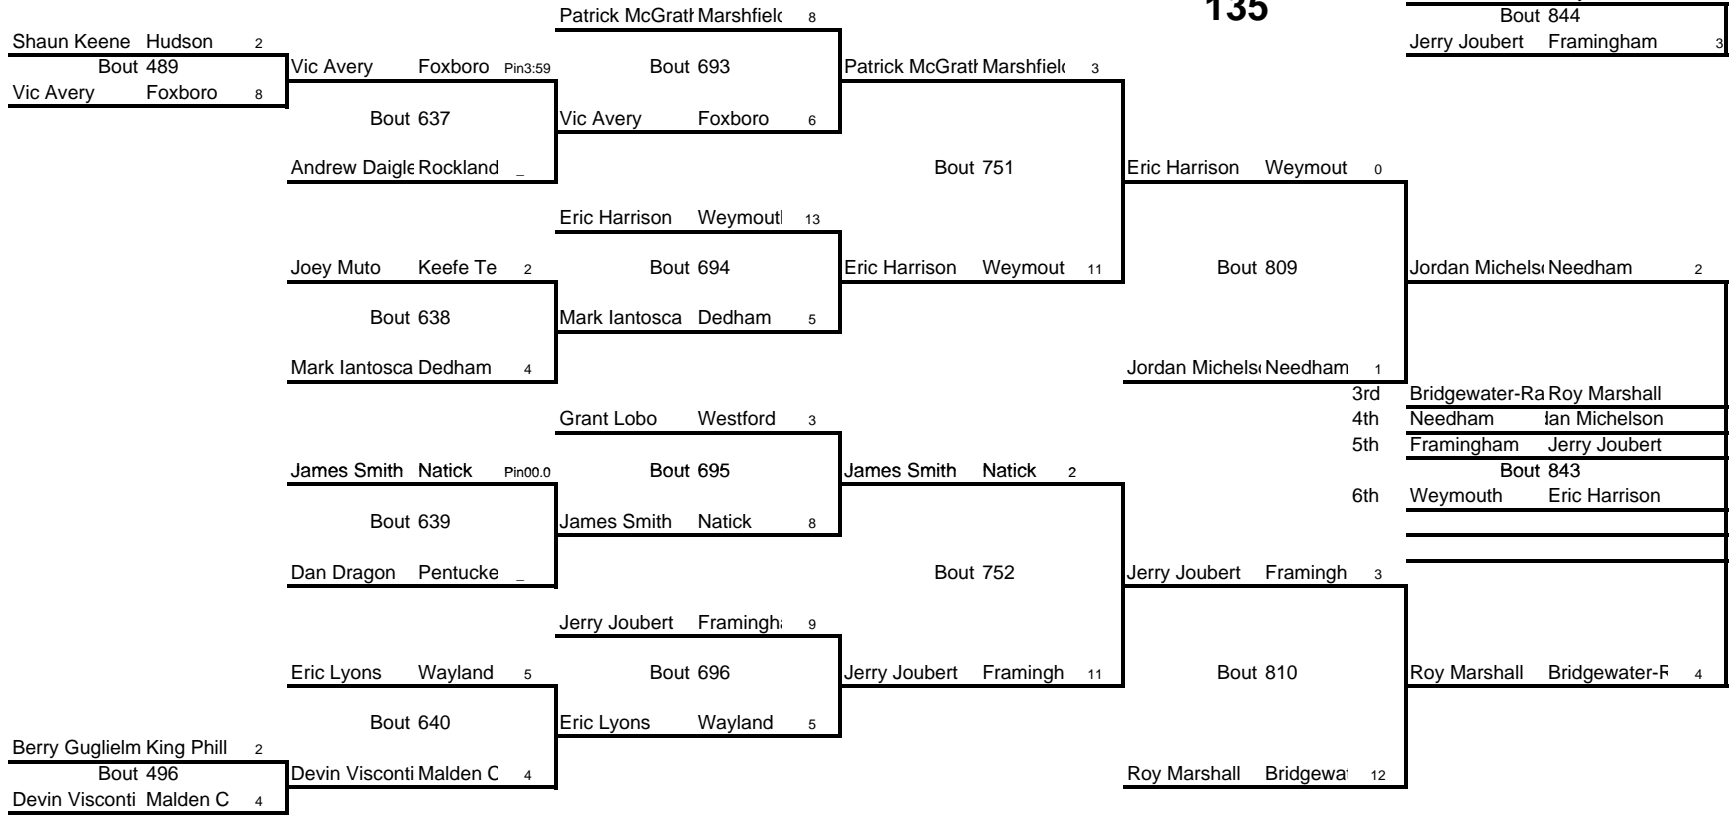 135
Patrick McGrath Marshfield 8
Bout 844
Shaun Keene Hudson 2
Jerry Joubert Framingham 3
Bout 489
Vic Avery Foxboro Pin3:59
Bout 693
Patrick McGrath Marshfield 3
Vic Avery Foxboro 8
Bout 637
Vic Avery Foxboro 6
Andrew Daigle Rockland _
Bout 751
Eric Harrison Weymout 0
Eric Harrison Weymout 13
Joey Muto Keefe Te 2
Bout 694
Eric Harrison Weymout 11
Bout 809
Jordan Michels Needham 2
Bout 638
Mark Iantosca Dedham 5
Mark Iantosca Dedham 4
Jordan Michels Needham 1
3rd Bridgewater-Ra Roy Marshall
Grant Lobo Westford 3
4th Needham an Michelson
5th Framingham Jerry Joubert
James Smith Natick Pin00.0
Bout 695
James Smith Natick 2
Bout 843
6th Weymouth Eric Harrison
Bout 639
James Smith Natick 8
Dan Dragon Pentucke _
Bout 752
Jerry Joubert Framingh 3
Jerry Joubert Framingh 9
Eric Lyons Wayland 5
Bout 696
Jerry Joubert Framingh 11
Bout 810
Roy Marshall Bridgewater-R 4
Bout 640
Eric Lyons Wayland 5
Berry Guglielm King Phill 2
Bout 496
Devin Visconti Malden C 4
Roy Marshall Bridgewa 12
Devin Visconti Malden C 4